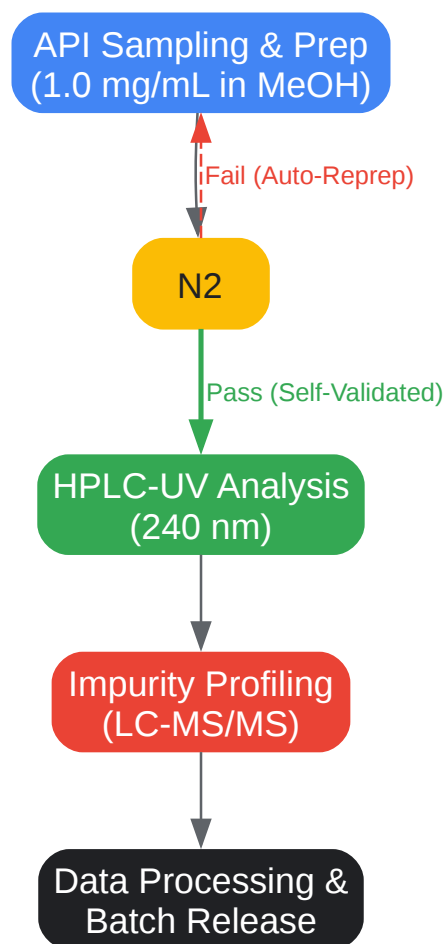 API Sampling & Prep
(1.0 mg/mL in MeOH)
Fail (Auto-Reprep)
N2
Pass (Self-Validated)
HPLC-UV Analysis
(240 nm)
Impurity Profiling
(LC-MS/MS)
Data Processing &
Batch Release